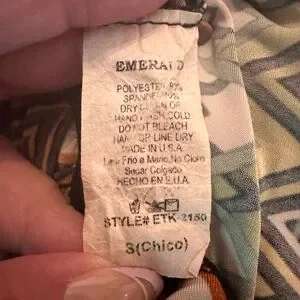 EMERALD
POLYESTER
SPANDEX
DRY CLEAN OR
HAND WASH COLD
DO NOT BLEACH
HANG OR LINE DRY
MADE IN U.S.A
Lave Frio a Mano, No Cloro
Secar Colgado
HECHO EN E.U.A.
STYLE# ETK-2150
S(Chico)